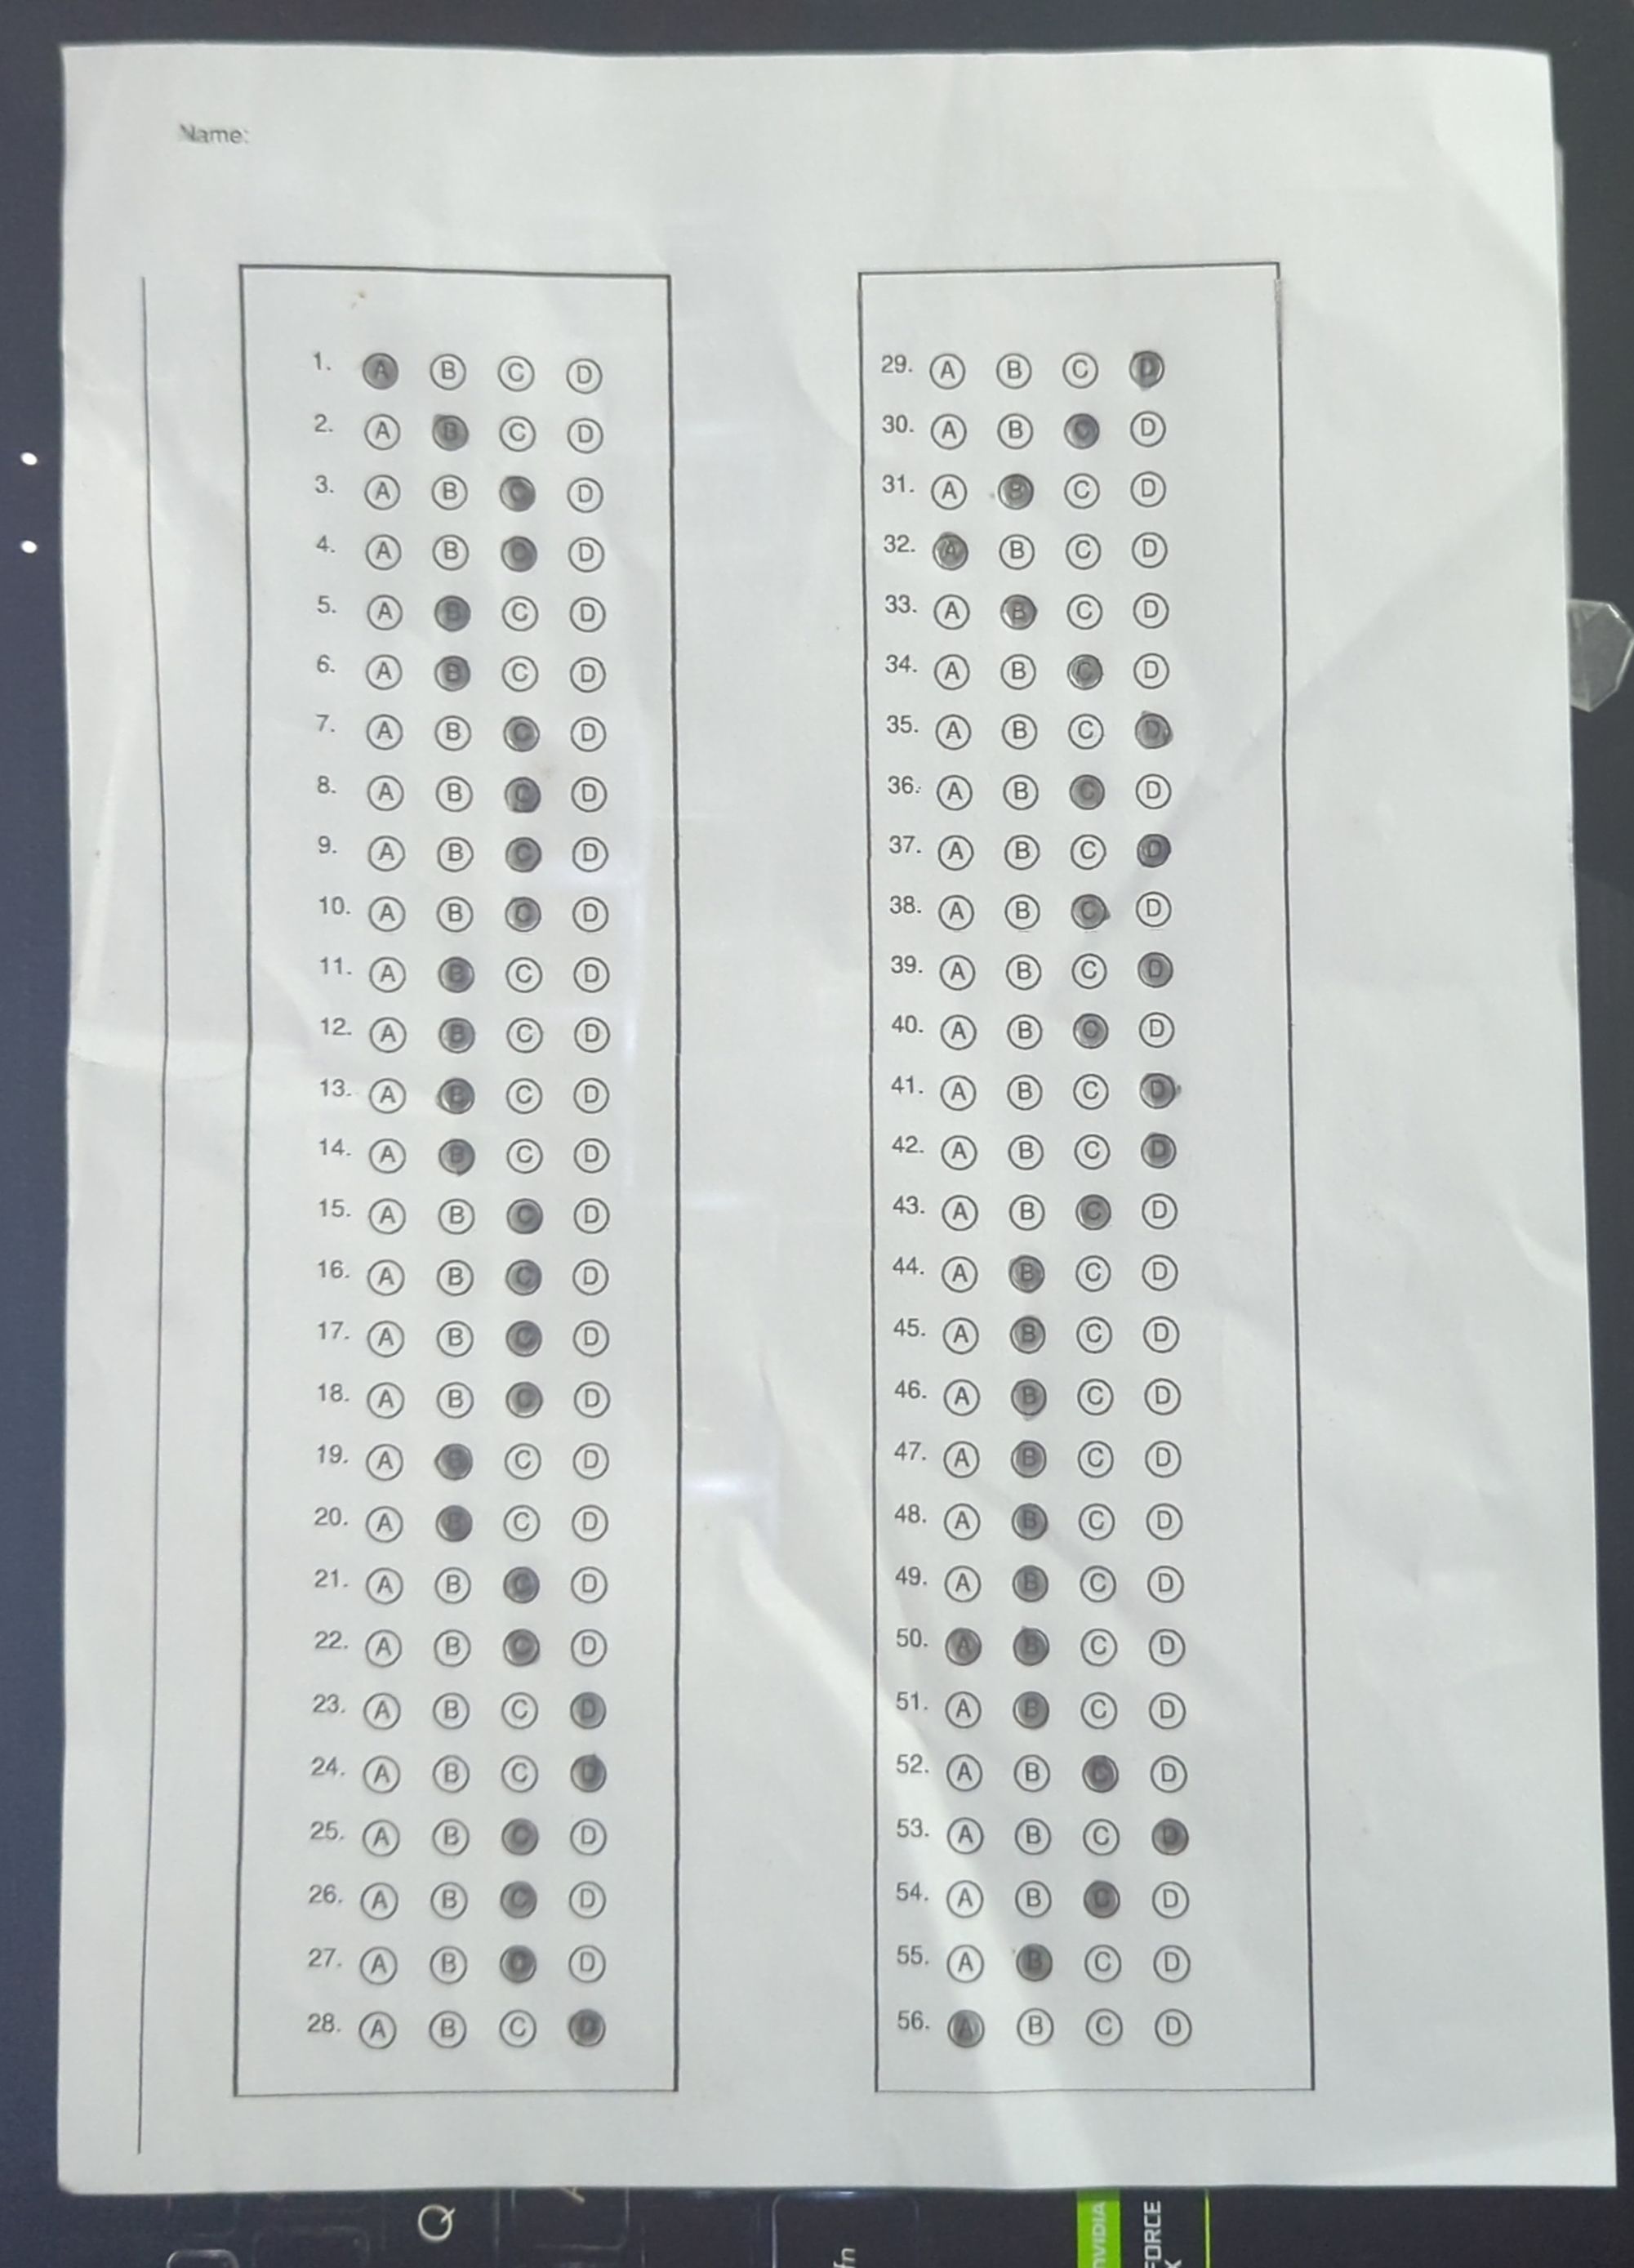 Name:
1. A B C D
2. A B C D
3. A B C D
4. A B C D
5. A B C D
6. A B C D
7. A B C D
8. A B C D
9. A B C D
10. A B C D
11. A B C D
12. A B C D
13. A B C D
14. A B C D
15. A B C D
16. A B C D
17. A B C D
18. A B C D
19. A B C D
20. A B C D
21. A B C D
22. A B C D
23. A B C D
24. A B C D
25. A B C D
26. A B C D
27. A B C D
28. A B C D
29. A B C D
30. A B C D
31. A B C D
32. A B C D
33. A B C D
34. A B C D
35. A B C D
36. A B C D
37. A B C D
38. A B C D
39. A B C D
40. A B C D
41. A B C D
42. A B C D
43. A B C D
44. A B C D
45. A B C D
46. A B C D
47. A B C D
48. A B C D
49. A B C D
50. A B C D
51. A B C D
52. A B C D
53. A B C D
54. A B C D
55. A B C D
56. A B C D
Q
fn
NVIDIA
FORCE
X